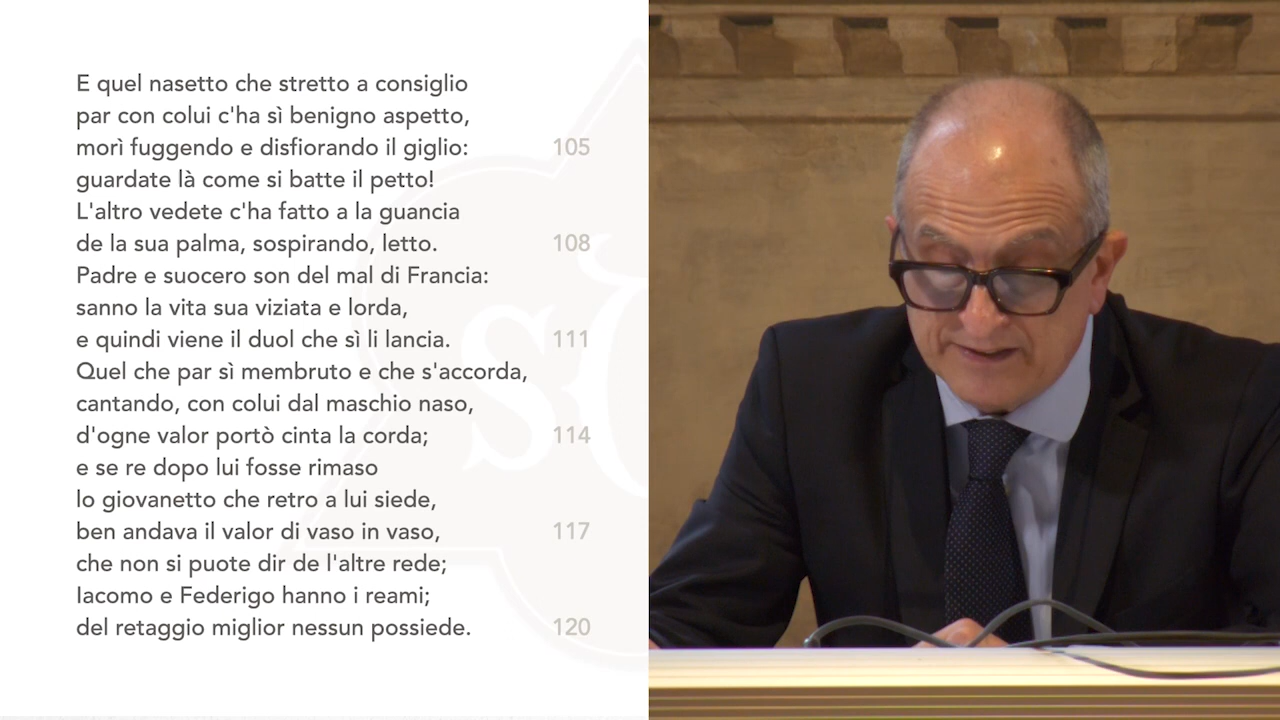 E quel nasetto che stretto a consiglio
par con colui c'ha sì benigno aspetto,
morì fuggendo e disfiorando il giglio: 105
guardate là come si batte il petto!
L'altro vedete c'ha fatto a la guancia
de la sua palma, sospirando, letto. 108
Padre e suocero son del mal di Francia:
sanno la vita sua viziata e lorda,
e quindi viene il duol che sì li lancia. 111
Quel che par sì membruto e che s'accorda,
cantando, con colui dal maschio naso,
d'ogne valor portò cinta la corda; 114
e se re dopo lui fosse rimaso
lo giovanetto che retro a lui siede,
ben andava il valor di vaso in vaso, 117
che non si puote dir de l'altre rede;
Iacomo e Federigo hanno i reami;
del retaggio miglior nessun possiede. 120